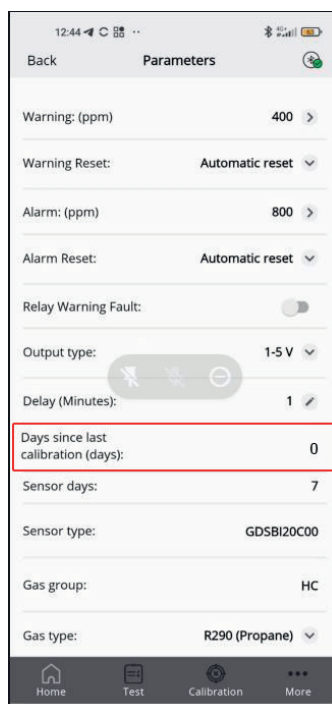 12:44
Back Parameters
Warning: (ppm) 400
Warning Reset: Automatic reset
Alarm: (ppm) 800
Alarm Reset: Automatic reset
Relay Warning Fault:
Output type: 1-5 V
Delay (Minutes): 1
Days since last
calibration (days): 0
Sensor days: 7
Sensor type: GDSBI20C00
Gas group: HC
Gas type: R290 (Propane)
Home Test Calibration More